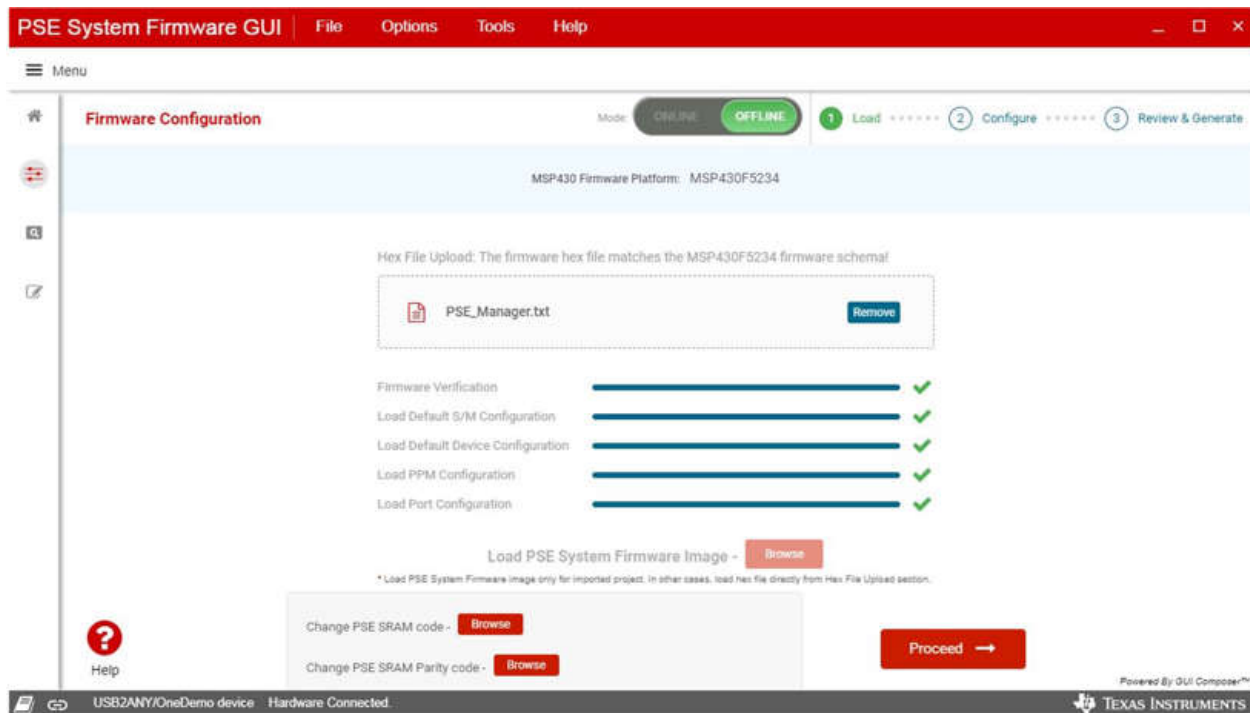 PSE System Firmware GUI File Options Tools Help
Menu
Firmware Configuration Mode: ONLINE OFFLINE 1 Load 2 Configure 3 Review & Generate
MSP430 Firmware Platform: MSP430F5234
Hex File Upload: The firmware hex file matches the MSP430F5234 firmware schema!
PSE_Manager.txt Remove
Firmware Verification
Load Default S/M Configuration
Load Default Device Configuration
Load PPM Configuration
Load Port Configuration
Load PSE System Firmware Image - Browse
* Load PSE System Firmware image only for imported project. In other cases, load hex file directly from Hex File Upload section.
Change PSE SRAM code - Browse
Change PSE SRAM Parity code - Browse
Proceed
Help
Powered By GUI Composer™
USB2ANY/OneDemo device Hardware Connected. TEXAS INSTRUMENTS